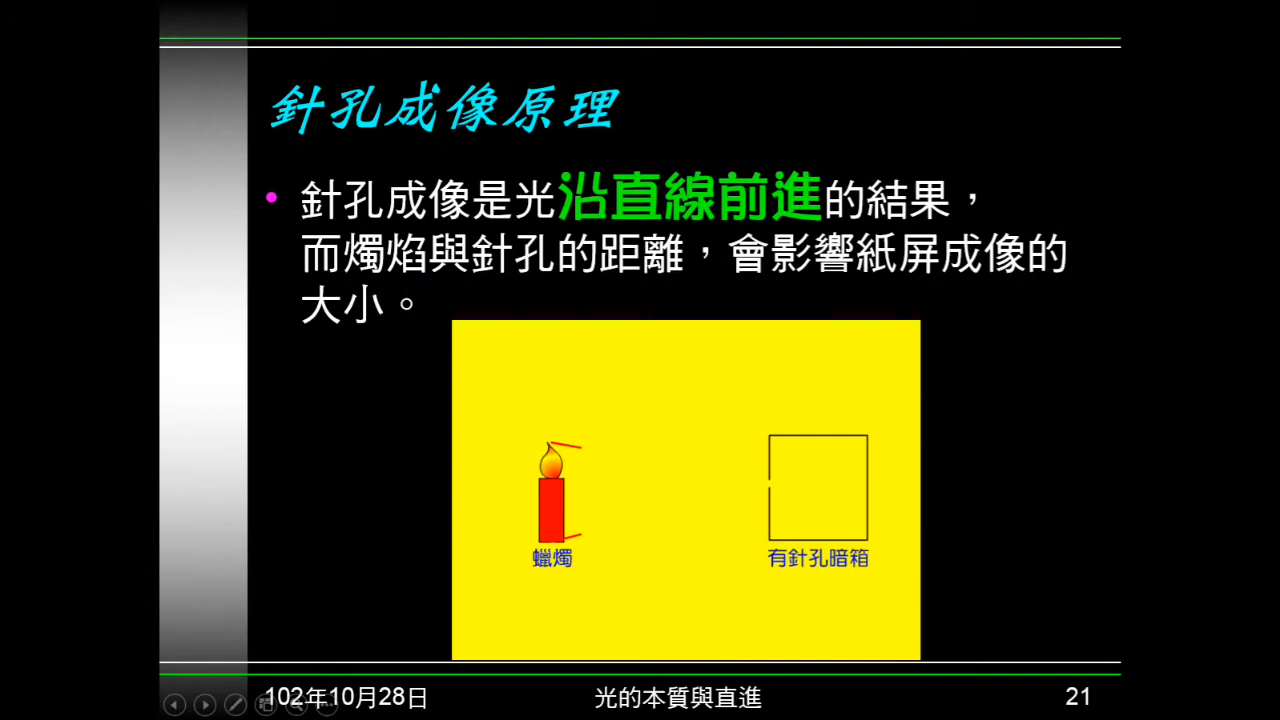 針孔成像原理
• 針孔成像是光沿直線前進的結果，
而燭焰與針孔的距離，會影響紙屏成像的
大小。
蠟燭
有針孔暗箱
102年10月28日
光的本質與直進
21